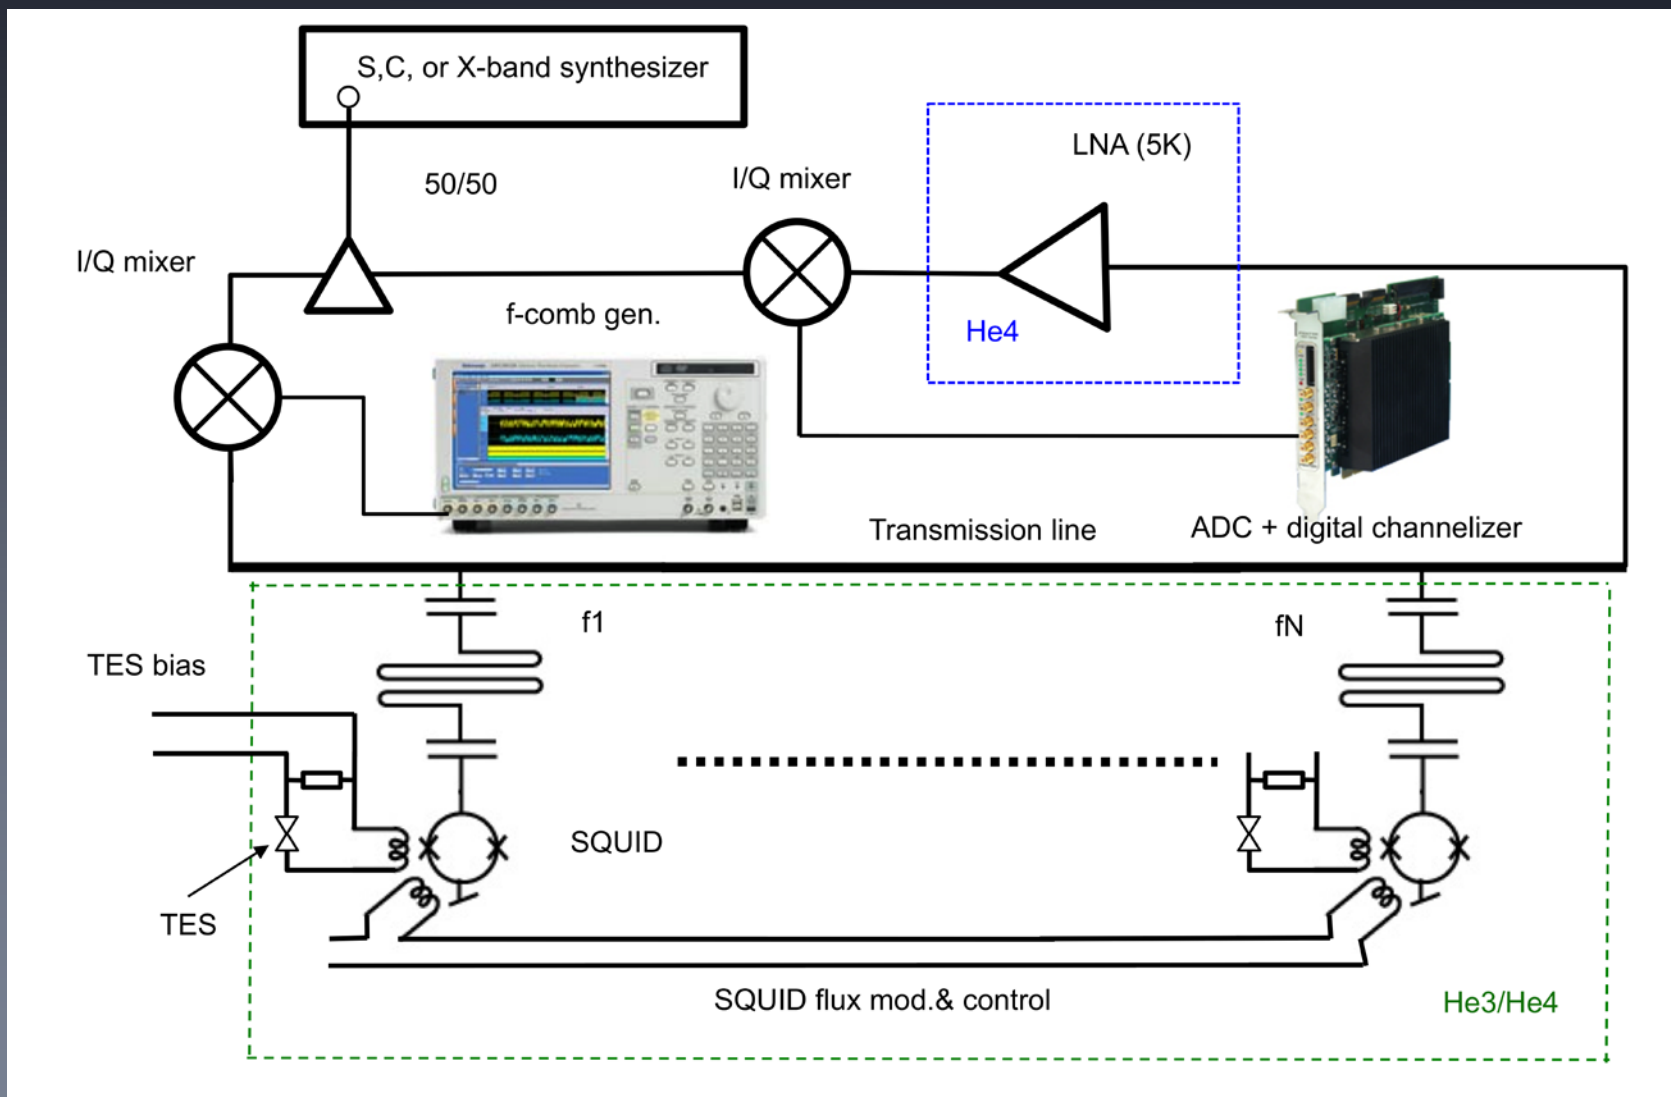 S,C, or X-band synthesizer
LNA (5K)
50/50
I/Q mixer
I/Q mixer
f-comb gen.
He4
Transmission line
ADC + digital channelizer
f1
fN
TES bias
SQUID
TES
SQUID flux mod.& control
He3/He4